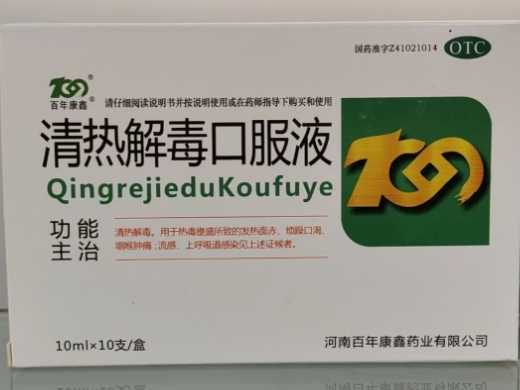 国药准字Z41021014 OTC
百年康鑫®
请仔细阅读说明书并按说明使用或在药师指导下购买和使用
清热解毒口服液
QingrejieduKoufuye
功能主治
清热解毒。用于热毒壅盛所致的发热面赤、烦躁口渴、
咽喉肿痛;流感、上呼吸道感染见上述证候者。
10ml×10支/盒
河南百年康鑫药业有限公司